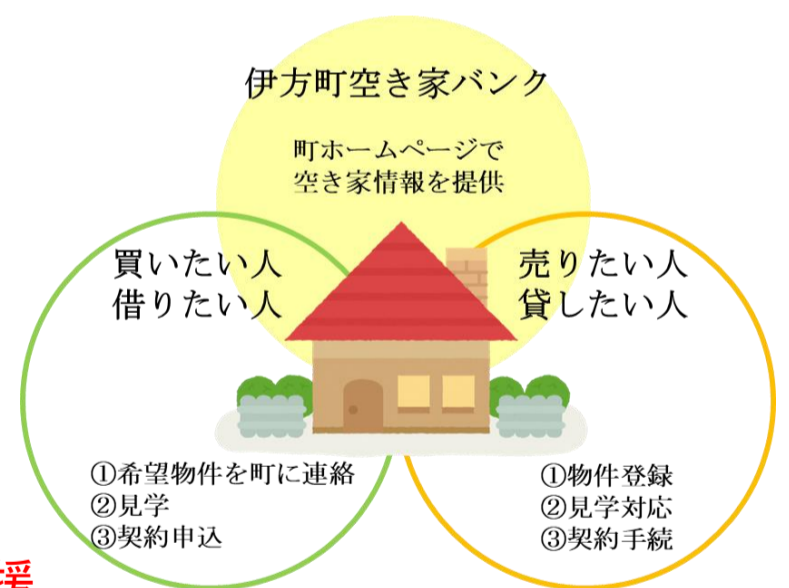 伊方町空き家バンク
町ホームページで
空き家情報を提供
買いたい人
借りたい人
売りたい人
貸したい人
①希望物件を町に連絡
②見学
③契約申込
①物件登録
②見学対応
③契約手続